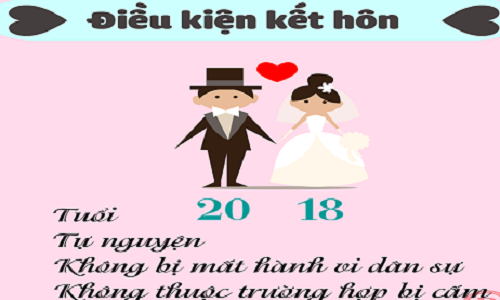 Điều kiện kết hôn
Tuổi 20 18
Tự nguyện
Không bị mất hành vi dân sự
Không thuộc trường hợp bị cấm